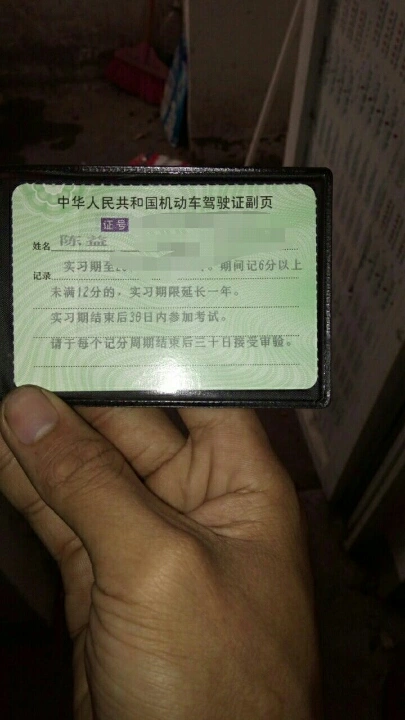 中华人民共和国机动车驾驶证副页
证号
姓名 陈益
记录 实习期至2 。期间记6分以上
未满12分的，实习期限延长一年。
实习期结束后30日内参加考试。
请于每个记分周期结束后三十日接受审验。